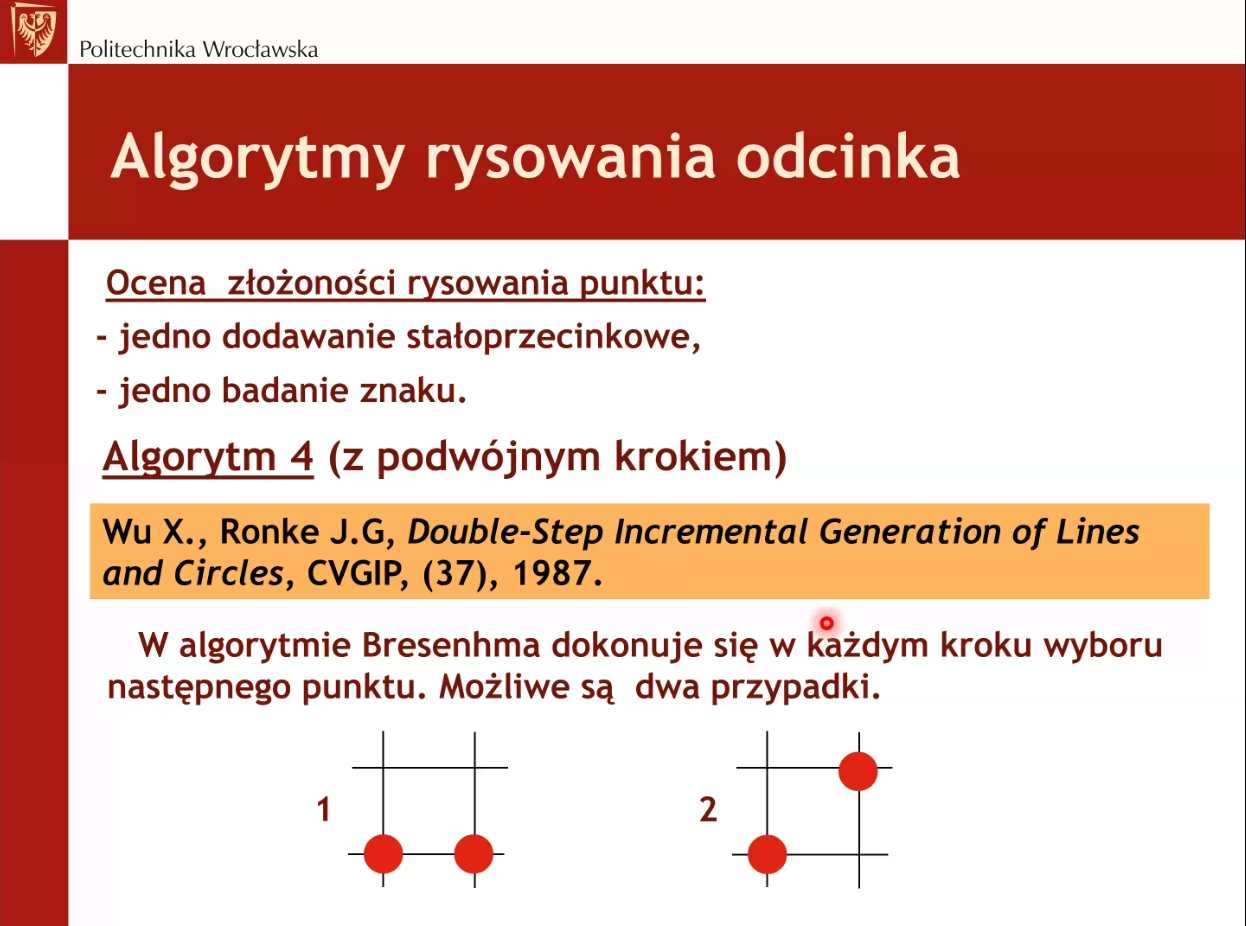 Politechnika Wrocławska
Algorytmy rysowania odcinka
Ocena złożoności rysowania punktu:
- jedno dodawanie stałoprzecinkowe,
- jedno badanie znaku.
Algorytm 4 (z podwójnym krokiem)
Wu X., Ronke J.G, Double-Step Incremental Generation of Lines
and Circles, CVGIP, (37), 1987.
W algorytmie Bresenhma dokonuje się w każdym kroku wyboru
następnego punktu. Możliwe są dwa przypadki.
1 2